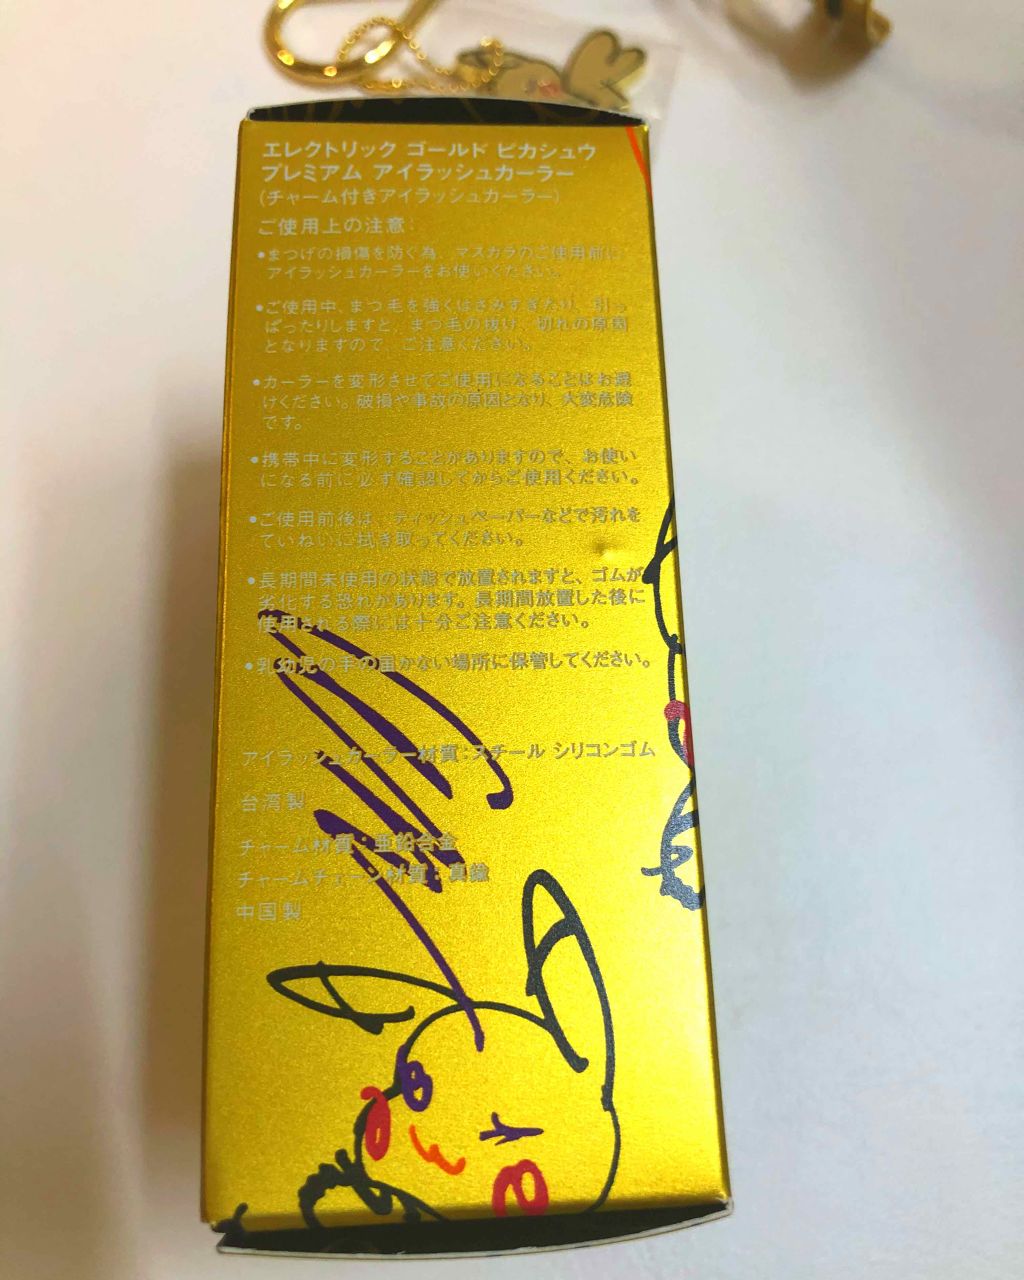 エレクトリック ゴールド ピカシュウ
プレミアム アイラッシュカーラー
(チャーム付きアイラッシュカーラー)
ご使用上の注意:
●まつげの損傷を防ぐ為、マスカラのご使用前に
アイラッシュカーラーをお使いください。
●ご使用中、まつ毛を強くはさみすぎたり、引っ
ぱったりしますと、まつ毛の抜け、切れの原因
となりますので、ご注意ください。
●カーラーを変形させてご使用になることはお避
けください。破損や事故の原因となり、大変危険
です。
●携帯中に変形することがありますので、お使い
になる前に必ず確認してからご使用ください。
●ご使用前後は、ティッシュペーパーなどで汚れを
ていねいに拭き取ってください。
●長期間未使用の状態で放置されますと、ゴムが
劣化する恐れがあります。長期間放置した後に
使用される際には十分ご注意ください。
●乳幼児の手の届かない場所に保管してください。
アイラッシュカーラー材質:スチール シリコンゴム
台湾製
チャーム材質:亜鉛合金
チャームチェーン材質:真鍮
中国製